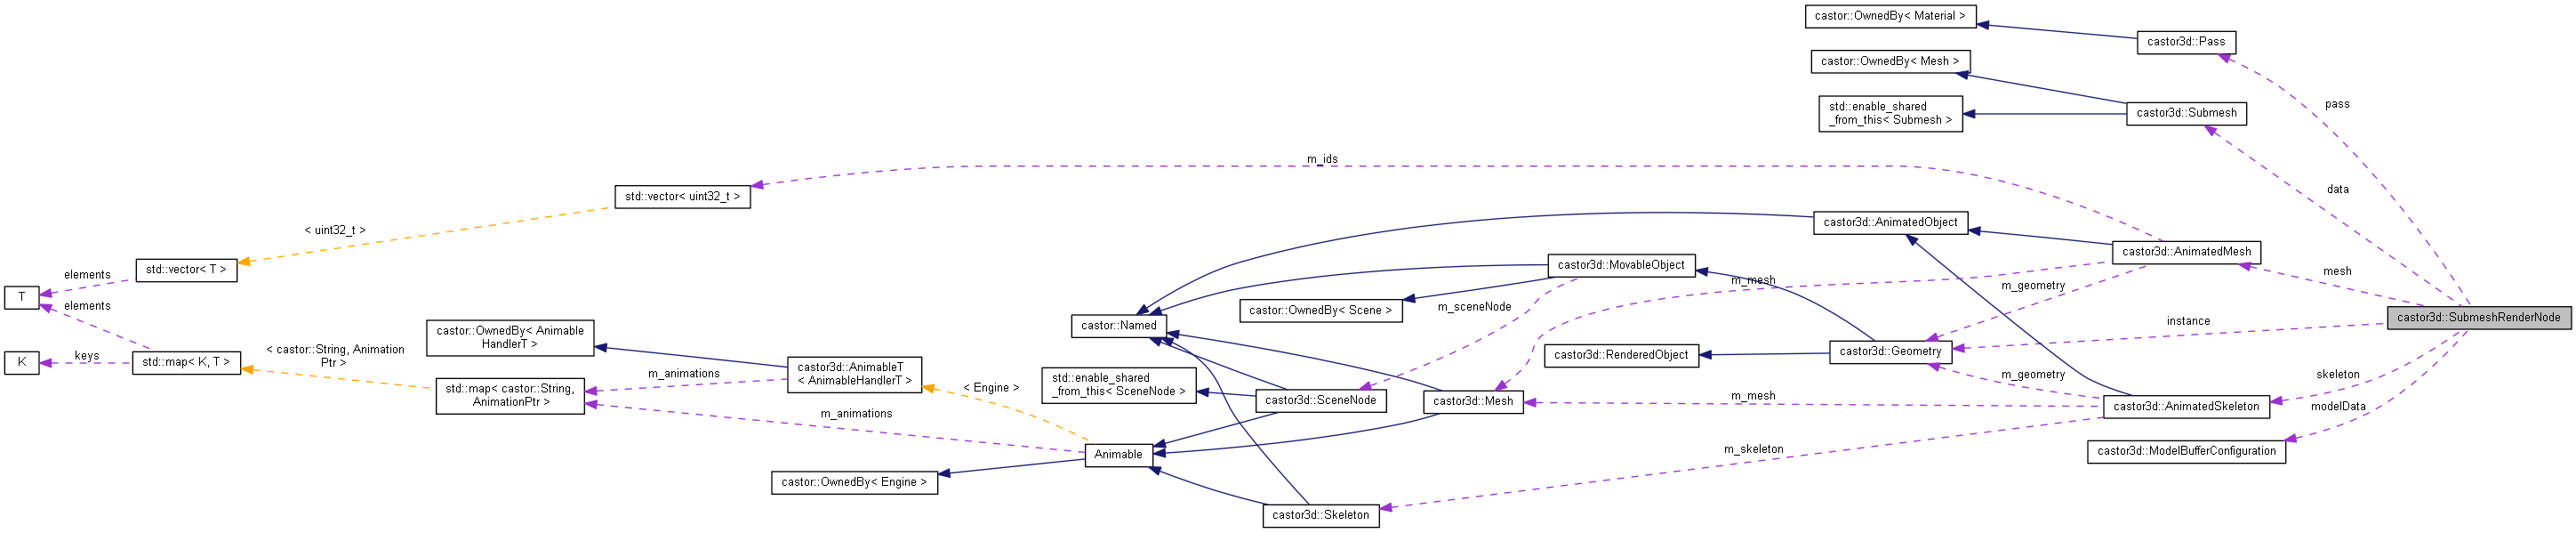 castor::OwnedBy< Material >
castor3d::Pass
castor::OwnedBy< Mesh >
pass
std::enable_shared
_from_this< Submesh >
castor3d::Submesh
m_ids
data
std::vector< uint32_t >
castor3d::AnimatedObject
< uint32_t >
castor3d::AnimatedMesh
std::vector< T >
elements
castor3d::MovableObject
mesh
m_mesh
m_geometry
T
elements
castor::OwnedBy< Scene >
m_sceneNode
castor3d::SubmeshRenderNode
castor::Named
instance
castor::OwnedBy< Animable
HandlerT >
K
keys
std::map< K, T >
< castor::String, Animation
Ptr >
castor3d::RenderedObject
castor3d::Geometry
castor3d::AnimableT
< AnimableHandlerT >
m_animations
m_geometry
skeleton
std::enable_shared
_from_this< SceneNode >
< Engine >
std::map< castor::String,
AnimationPtr >
castor3d::SceneNode
castor3d::Mesh
m_mesh
castor3d::AnimatedSkeleton
modelData
m_animations
Animable
m_skeleton
castor3d::ModelBufferConfiguration
castor::OwnedBy< Engine >
castor3d::Skeleton